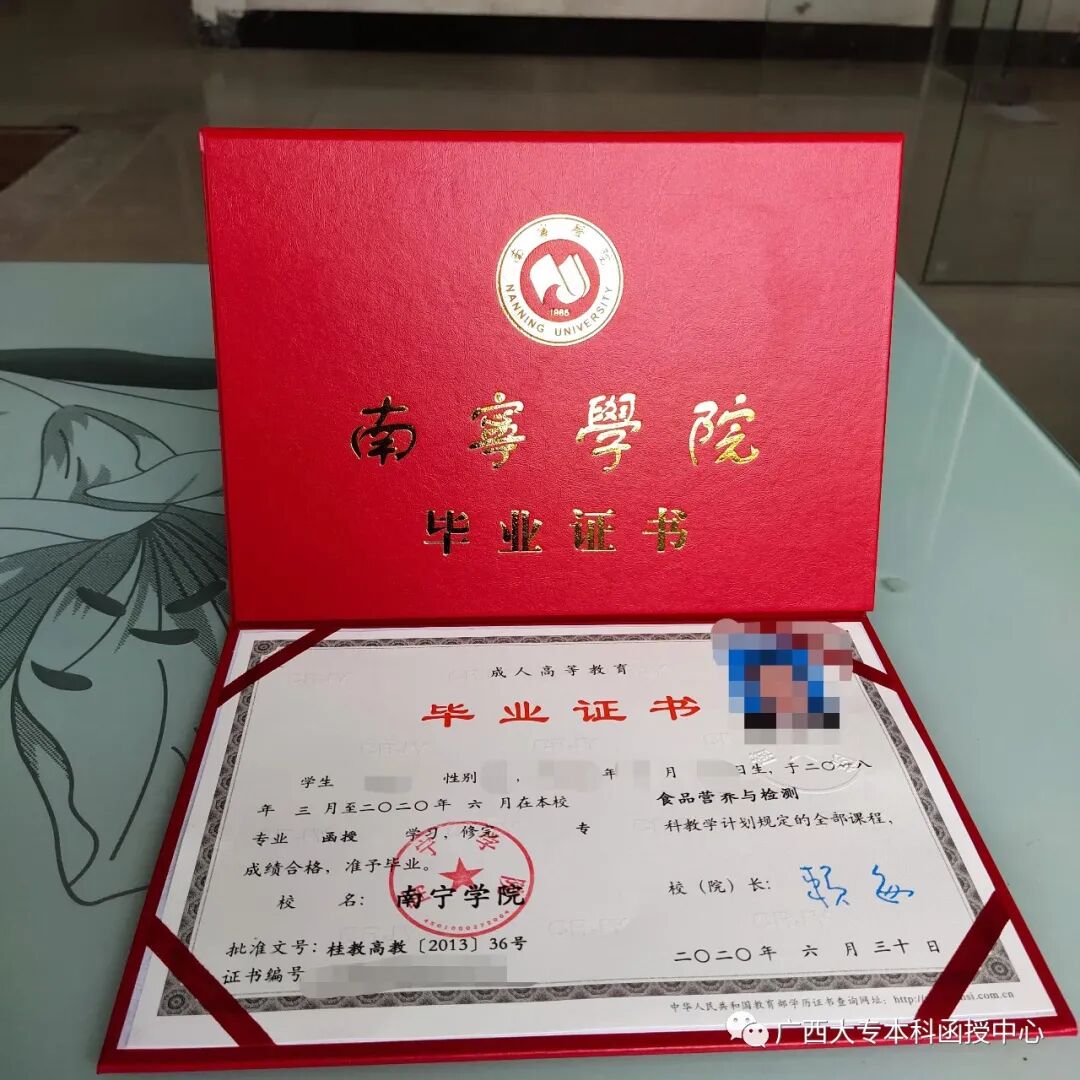 南寧學院
NANNING UNIVERSITY
1985
南寧學院
毕业证书
成人高等教育
毕业证书
学生 性别 , 年 月 日生, 于二〇一八
年 三 月至二〇二〇年 六 月在本校 食品营养与检测
专业 函授 学习, 修完 专 科教学计划规定的全部课程,
成绩合格, 准予毕业。
校 名: 南宁学院 校（院）长:
批准文号: 桂教高教〔2013〕36号 二〇二〇年 六 月 三十 日
证书编号
中华人民共和国教育部学历证书查询网址: http:// si.com.cn
广西大专本科函授中心